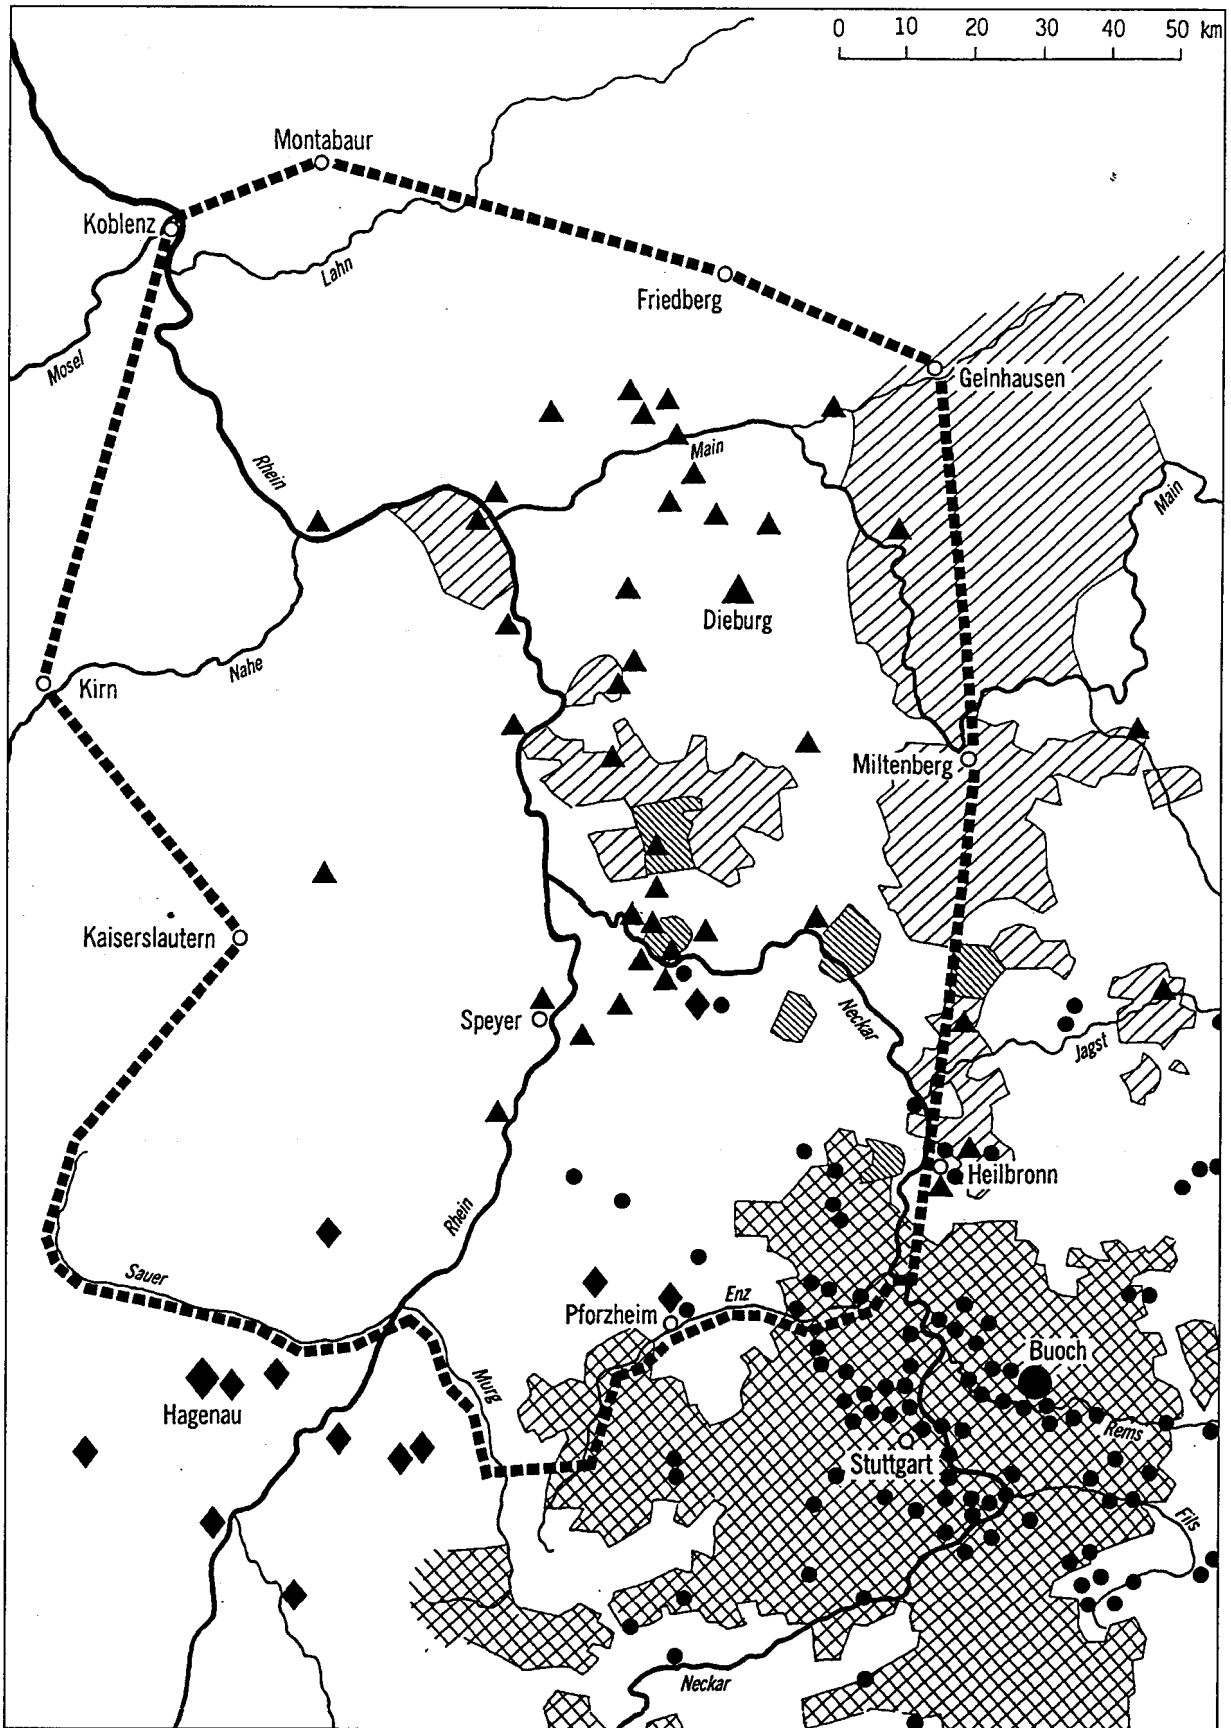 0 10 20 30 40 50 km
Montabaur
Koblenz
Lahn
Friedberg
Mosel
Gelnhausen
Rhein
Main
Main
Dieburg
Nahe
Kirn
Miltenberg
Kaiserslautern
Speyer
Neckar
Jagst
Heilbronn
Rhein
Sauer
Enz
Pforzheim
Buoch
Murg
Hagenau
Rems
Stuttgart
Fils
Neckar